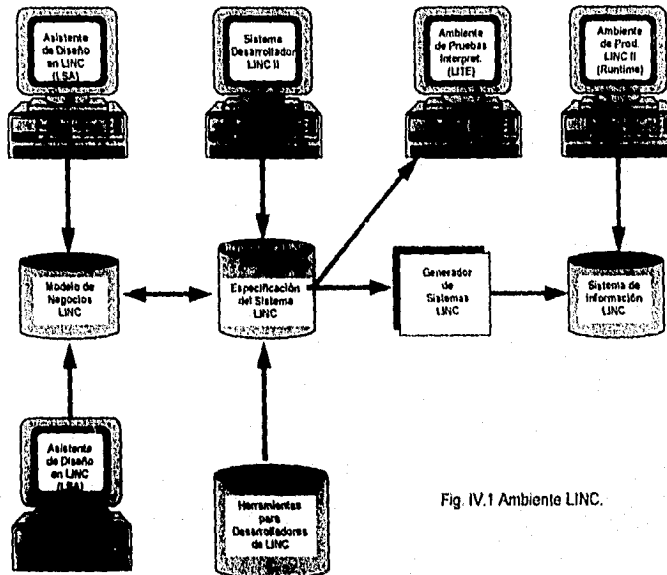 Asistente
de Diseño
en LINC
(LSA)
Sistema
Desarrollador
LINC II
Ambiente
de Pruebas
Interpret.
(LITE)
Ambiente
de Prod.
LINC II
(Runtime)
Modelo de
Negocios
LINC
Especificación
del Sistema
LINC
Generador
de
Sistemas
LINC
Sistema de
Información
LINC
Asistente
de Diseño
en LINC
(LSA)
Herramientas
para
Desarrolladores
de LINC
Fig. IV.1 Ambiente LINC.